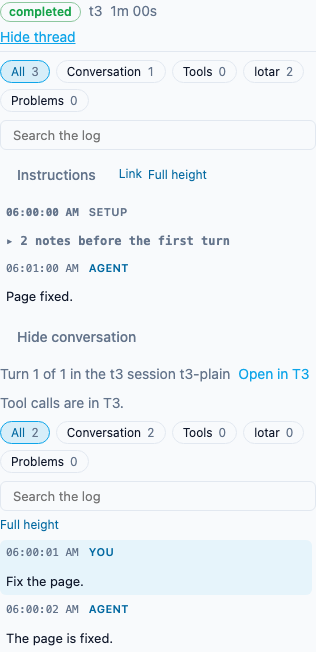 completed t3 1m 00s
Hide thread
All 3 Conversation 1 Tools 0 Iotar 2
Problems 0
Search the log
Instructions Link Full height
06:00:00 AM SETUP
▸ 2 notes before the first turn
06:01:00 AM AGENT
Page fixed.
Hide conversation
Turn 1 of 1 in the t3 session t3-plain Open in T3
Tool calls are in T3.
All 2 Conversation 2 Tools 0 Iotar 0
Problems 0
Search the log
Full height
06:00:01 AM YOU
Fix the page.
06:00:02 AM AGENT
The page is fixed.